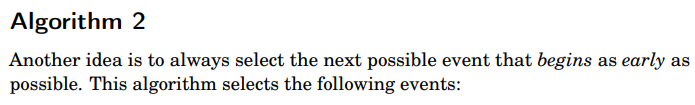 Algorithm 2
Another idea is to always select the next possible event that begins as early as
possible. This algorithm selects the following events: